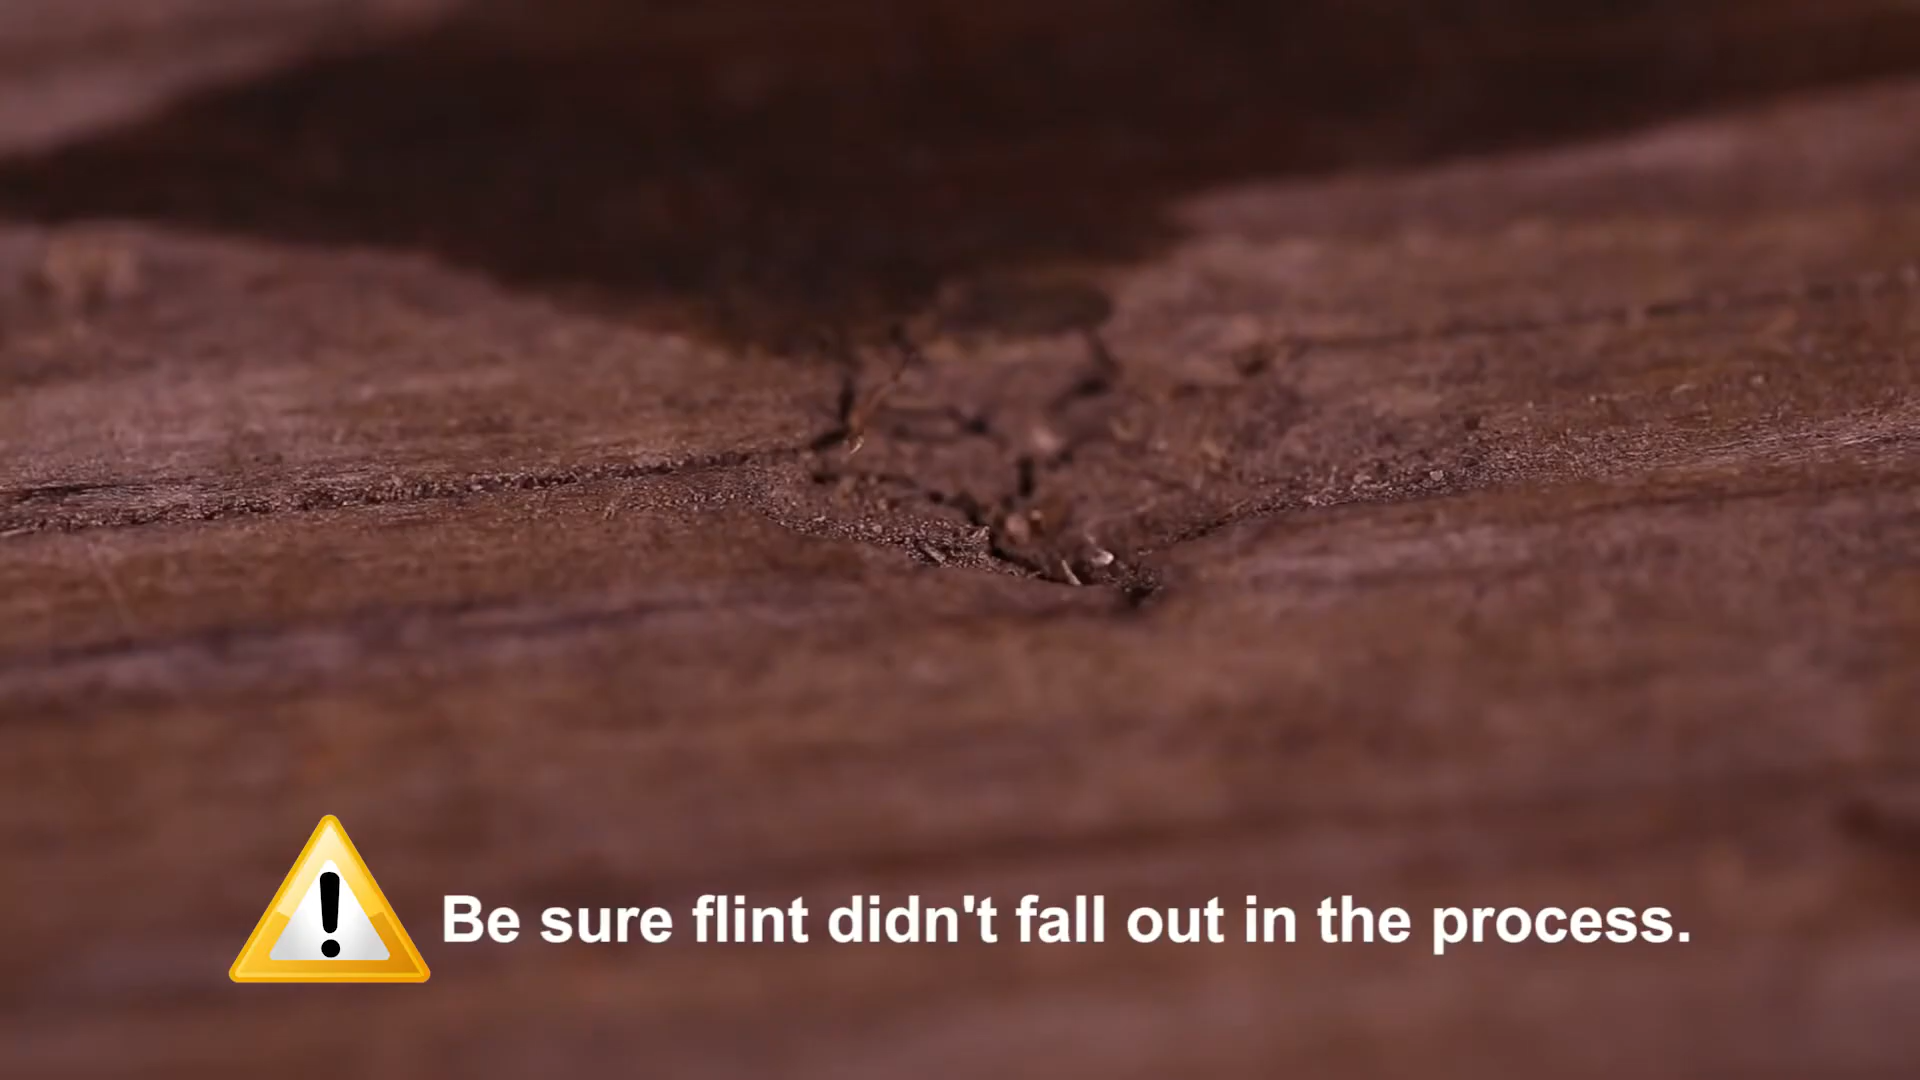 Be sure flint didn't fall out in the process.